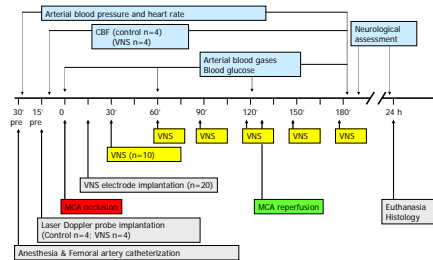 Arterial blood pressure and heart rate
CBF (control n=4)
(VNS n=4)
Neurological
assessment
Arterial blood gases
Blood glucose
30' 15' 0 30' 60' 90' 120' 150' 180' 24 h
pre pre
VNS VNS VNS VNS VNS
VNS (n=10)
VNS electrode implantation (n=20)
MCA occlusion
MCA reperfusion
Euthanasia
Histology
Laser Doppler probe implantation
(Control n=4; VNS n=4)
Anesthesia & Femoral artery catheterization